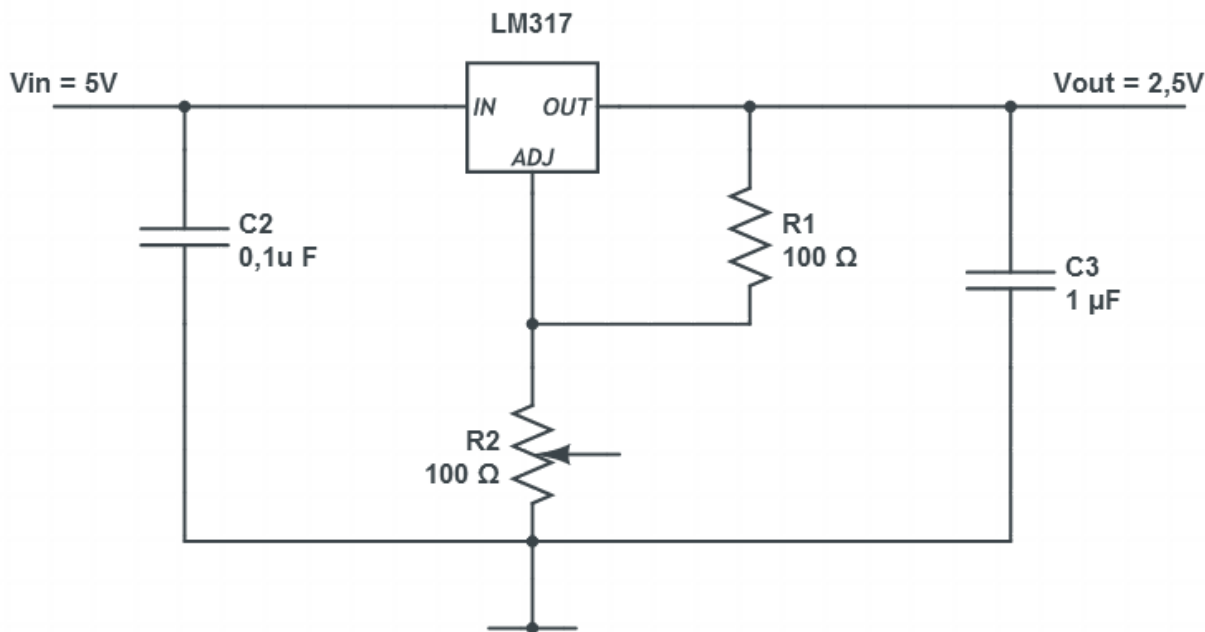 LM317
Vin = 5V
Vout = 2,5V
IN
OUT
ADJ
C2
0,1u F
R1
100 Ω
C3
1 µF
R2
100 Ω